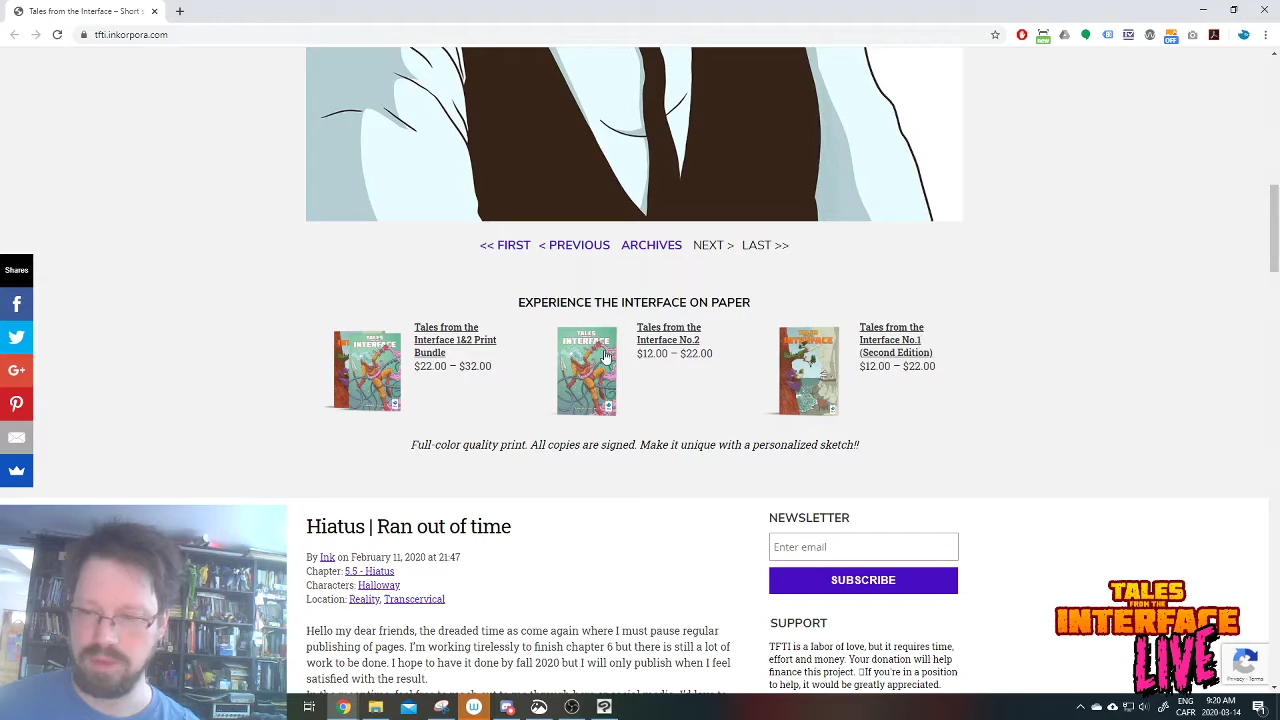 Tales from the Interface – Short s
tfti.inkorpora.com
new
OFF
<< FIRST < PREVIOUS ARCHIVES NEXT > LAST >>
EXPERIENCE THE INTERFACE ON PAPER
Tales from the
Interface 1&2 Print
Bundle
$22.00 – $32.00
Tales from the
Interface No.2
$12.00 – $22.00
Tales from the
Interface No.1
(Second Edition)
$12.00 – $22.00
Full-color quality print. All copies are signed. Make it unique with a personalized sketch!!
Shares
Hiatus | Ran out of time
By Ink on February 11, 2020 at 21:47
Chapter: 5.5 - Hiatus
Characters: Halloway
Location: Reality, Transcervical
Hello my dear friends, the dreaded time as come again where I must pause regular
publishing of pages. I'm working tirelessly to finish chapter 6 but there is still a lot of
work to be done. I hope to have it done by fall 2020 but I will only publish when I feel
satisfied with the result.
NEWSLETTER
Enter email
SUBSCRIBE
SUPPORT
TFTI is a labor of love, but it requires time,
effort and money. Your donation will help
finance this project. If you're in a position
to help, it would be greatly appreciated.
TALES
FROM THE
INTERFACE
LIVE
Privacy - Terms
ENG
CAFR
9:20 AM
2020-03-14